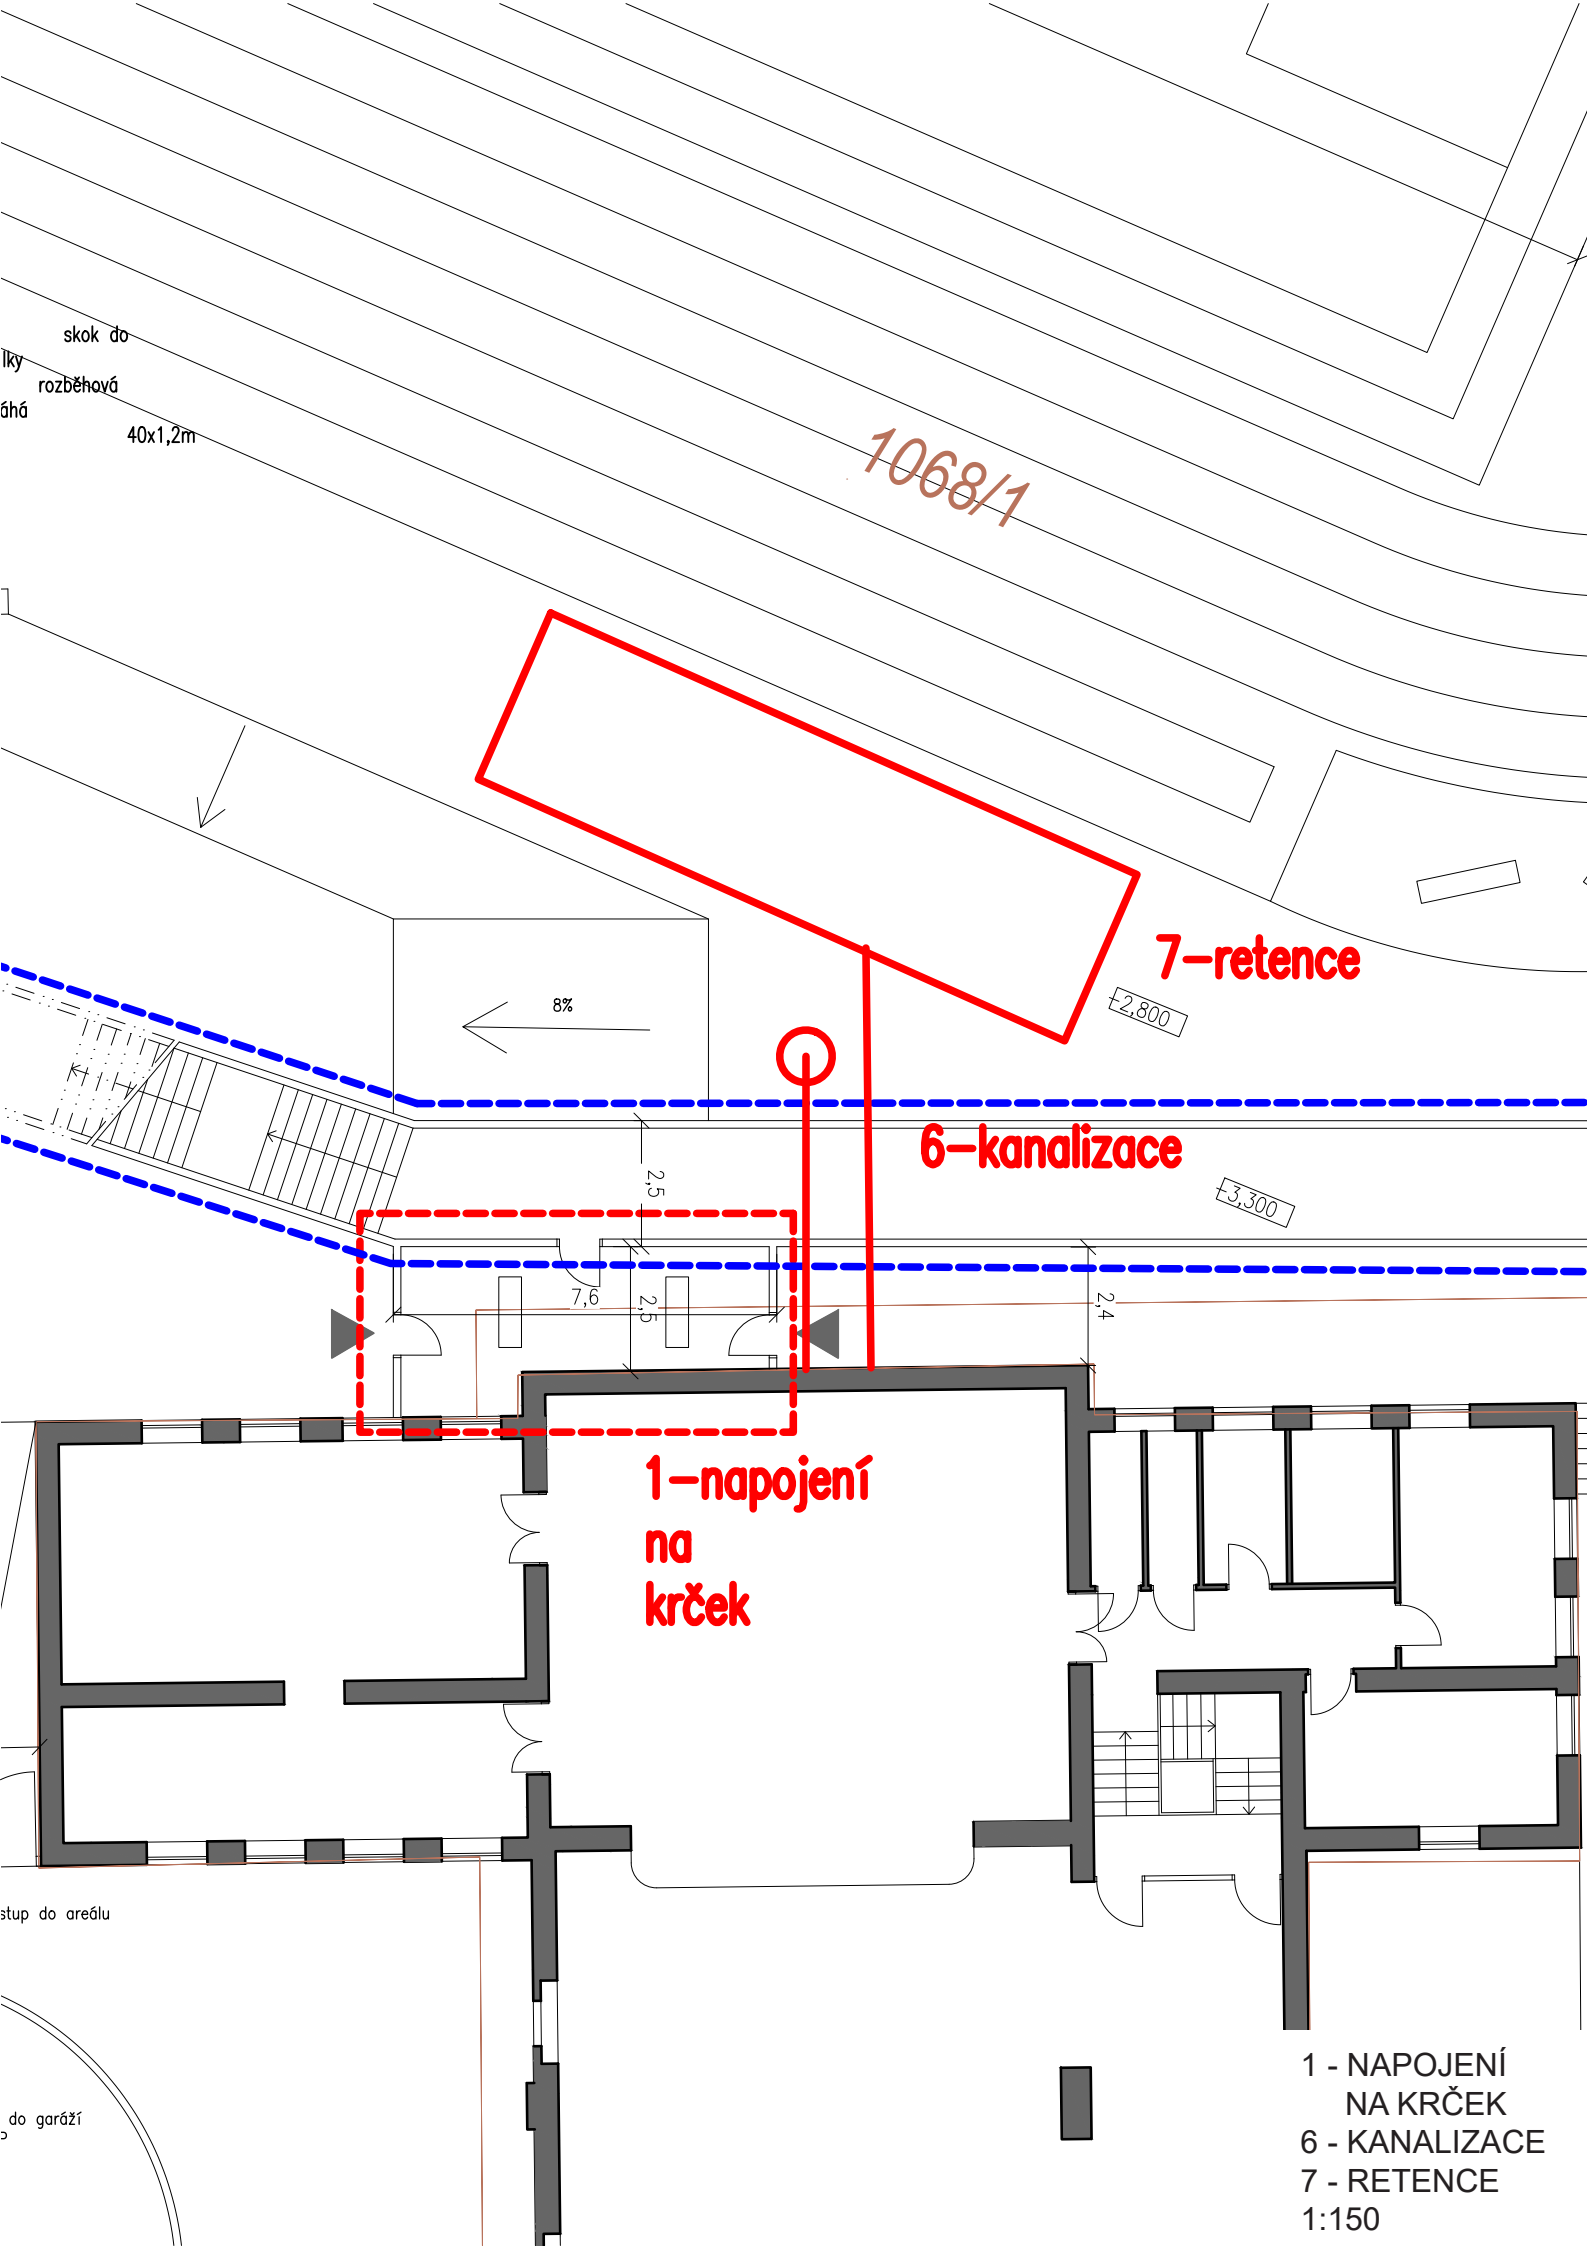 skok do
lky
rozběhová
áhá
40x1,2m
1068/1
7-retence
-2,800
8%
6-kanalizace
2,5
-3,300
7,6
2,5
2,4
1-napojení
na
krček
stup do areálu
do garáží
1 - NAPOJENÍ
NA KRČEK
6 - KANALIZACE
7 - RETENCE
1:150